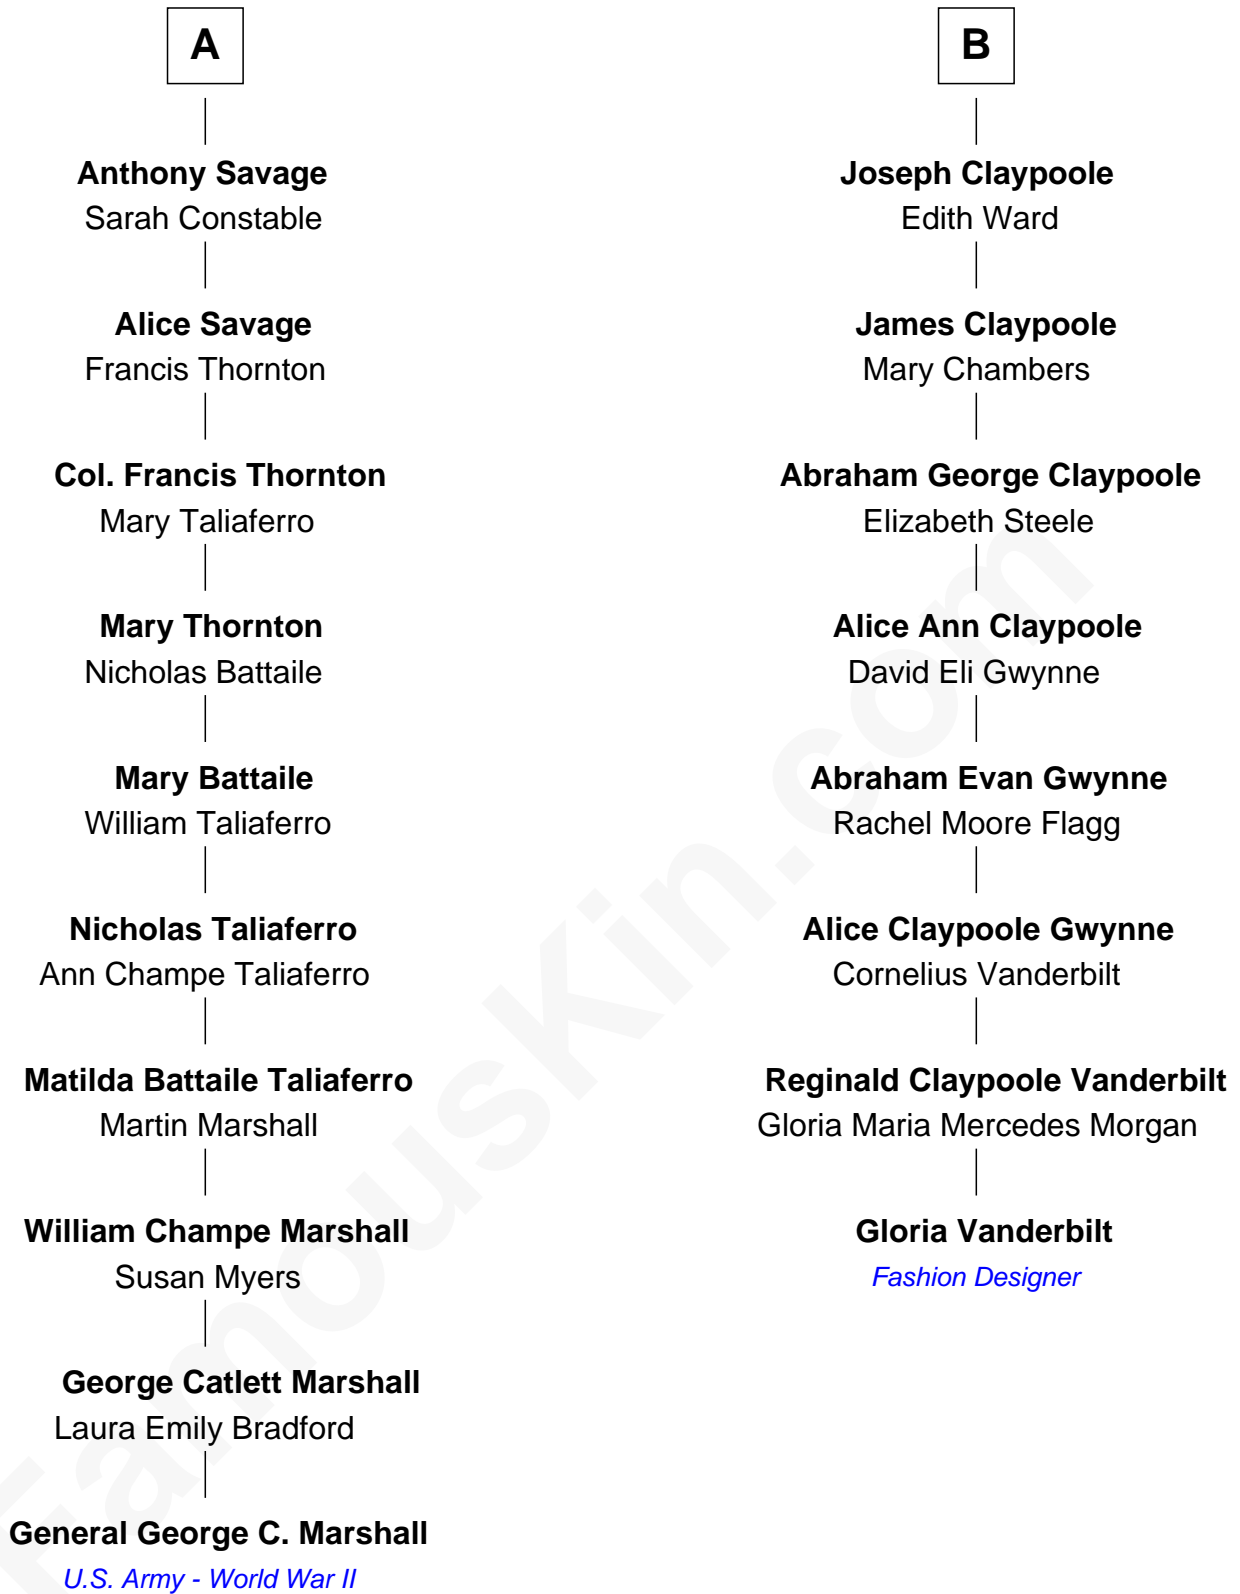 A
Anthony Savage
Sarah Constable
Alice Savage
Francis Thornton
Col. Francis Thornton
Mary Taliaferro
Mary Thornton
Nicholas Battaile
Mary Battaile
William Taliaferro
Nicholas Taliaferro
Ann Champe Taliaferro
Matilda Battaile Taliaferro
Martin Marshall
William Champe Marshall
Susan Myers
George Catlett Marshall
Laura Emily Bradford
General George C. Marshall
U.S. Army - World War II
B
Joseph Claypoole
Edith Ward
James Claypoole
Mary Chambers
Abraham George Claypoole
Elizabeth Steele
Alice Ann Claypoole
David Eli Gwynne
Abraham Evan Gwynne
Rachel Moore Flagg
Alice Claypoole Gwynne
Cornelius Vanderbilt
Reginald Claypoole Vanderbilt
Gloria Maria Mercedes Morgan
Gloria Vanderbilt
Fashion Designer
FamousKin.com